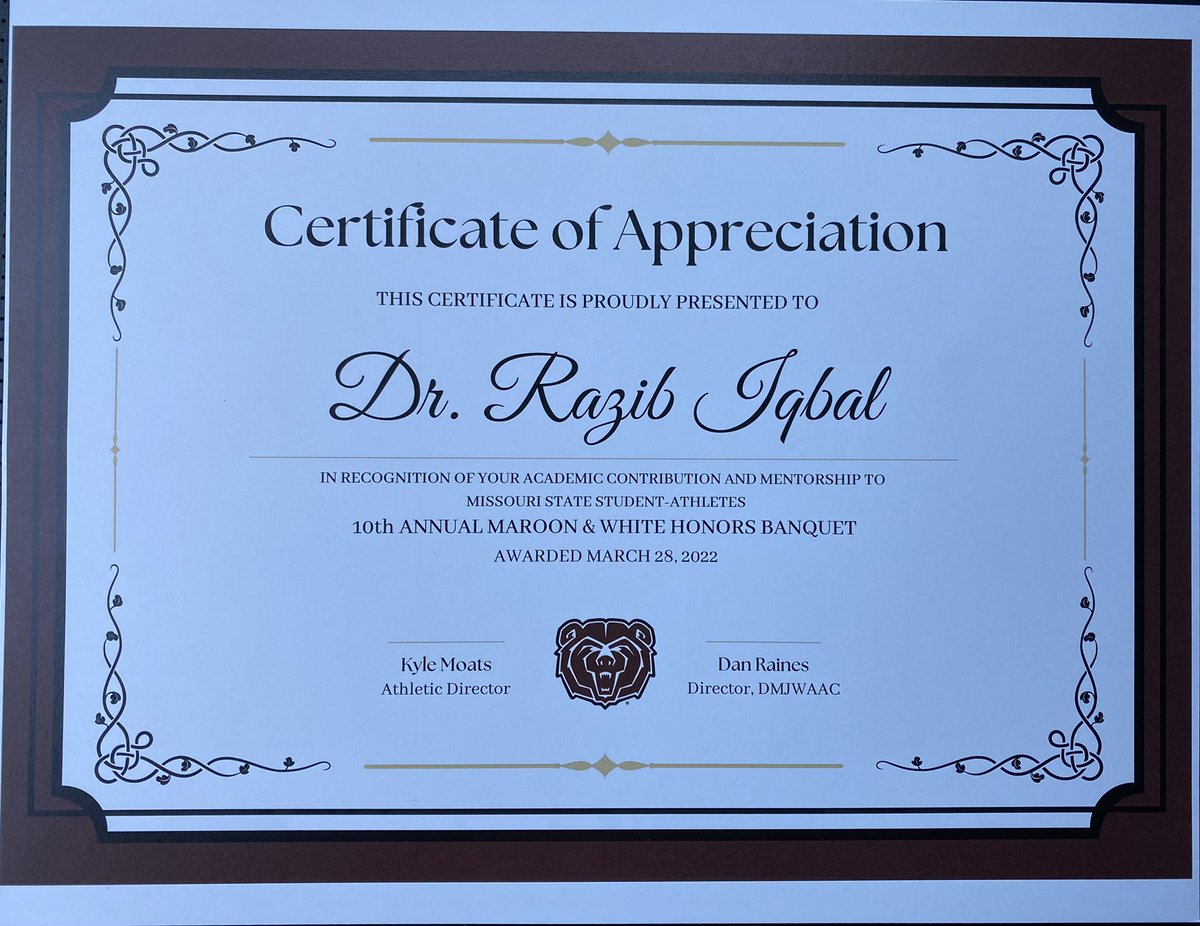 Certificate of Appreciation
THIS CERTIFICATE IS PROUDLY PRESENTED TO
Dr. Razib Iqbal
IN RECOGNITION OF YOUR ACADEMIC CONTRIBUTION AND MENTORSHIP TO
MISSOURI STATE STUDENT-ATHLETES
10th ANNUAL MAROON & WHITE HONORS BANQUET
AWARDED MARCH 28, 2022
Kyle Moats
Athletic Director
Dan Raines
Director, DMJWAAC